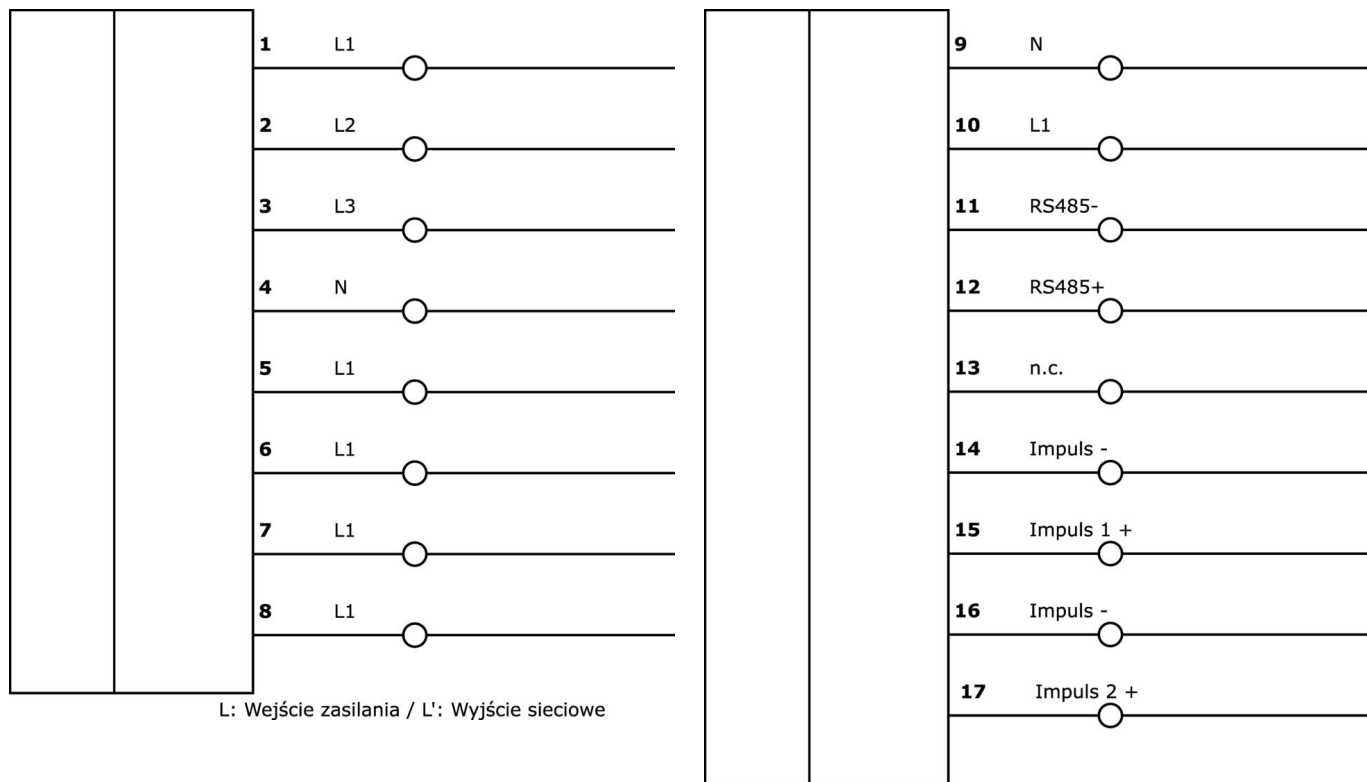 1 L1
2 L2
3 L3
4 N
5 L1
6 L1
7 L1
8 L1
L: Wejście zasilania / L': Wyjście sieciowe
9 N
10 L1
11 RS485-
12 RS485+
13 n.c.
14 Impuls -
15 Impuls 1 +
16 Impuls -
17 Impuls 2 +